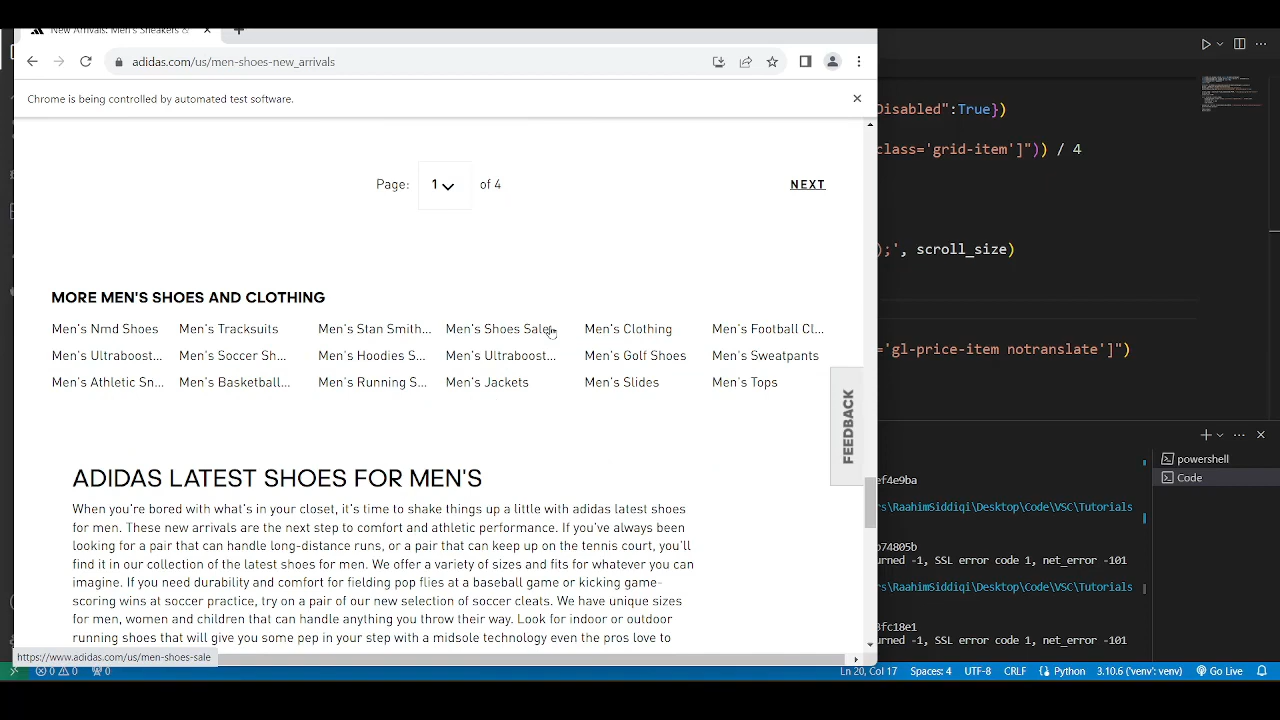 New Arrivals: Men's Sneakers &
adidas.com/us/men-shoes-new_arrivals
Chrome is being controlled by automated test software.
Disabled":True})
class='grid-item']")) / 4
Page: 1 of 4
NEXT
);', scroll_size)
MORE MEN'S SHOES AND CLOTHING
Men's Nmd Shoes Men's Tracksuits Men's Stan Smith... Men's Shoes Sale Men's Clothing Men's Football Cl...
Men's Ultraboost... Men's Soccer Sh... Men's Hoodies S... Men's Ultraboost... Men's Golf Shoes Men's Sweatpants
='gl-price-item notranslate']")
Men's Athletic Sn... Men's Basketball... Men's Running S... Men's Jackets Men's Slides Men's Tops
FEEDBACK
ADIDAS LATEST SHOES FOR MEN'S
When you're bored with what's in your closet, it's time to shake things up a little with adidas latest shoes
for men. These new arrivals are the next step to comfort and athletic performance. If you've always been
looking for a pair that can handle long-distance runs, or a pair that can keep up on the tennis court, you'll
find it in our collection of the latest shoes for men. We offer a variety of sizes and fits for whatever you can
imagine. If you need durability and comfort for fielding pop flies at a baseball game or kicking game-
scoring wins at soccer practice, try on a pair of our new selection of soccer cleats. We have unique sizes
for men, women and children that can handle anything you throw their way. Look for indoor or outdoor
running shoes that will give you some pep in your step with a midsole technology even the pros love to
https://www.adidas.com/us/men-shoes-sale
powershell
Code
ef4e9ba
rs\RaahimSiddiqi\Desktop\Code\VSC\Tutorials
b74805b
urned -1, SSL error code 1, net_error -101
rs\RaahimSiddiqi\Desktop\Code\VSC\Tutorials
3fc18e1
urned -1, SSL error code 1, net_error -101
0 0 0 Ln 20, Col 17 Spaces: 4 UTF-8 CRLF Python 3.10.6 ('venv': venv) Go Live